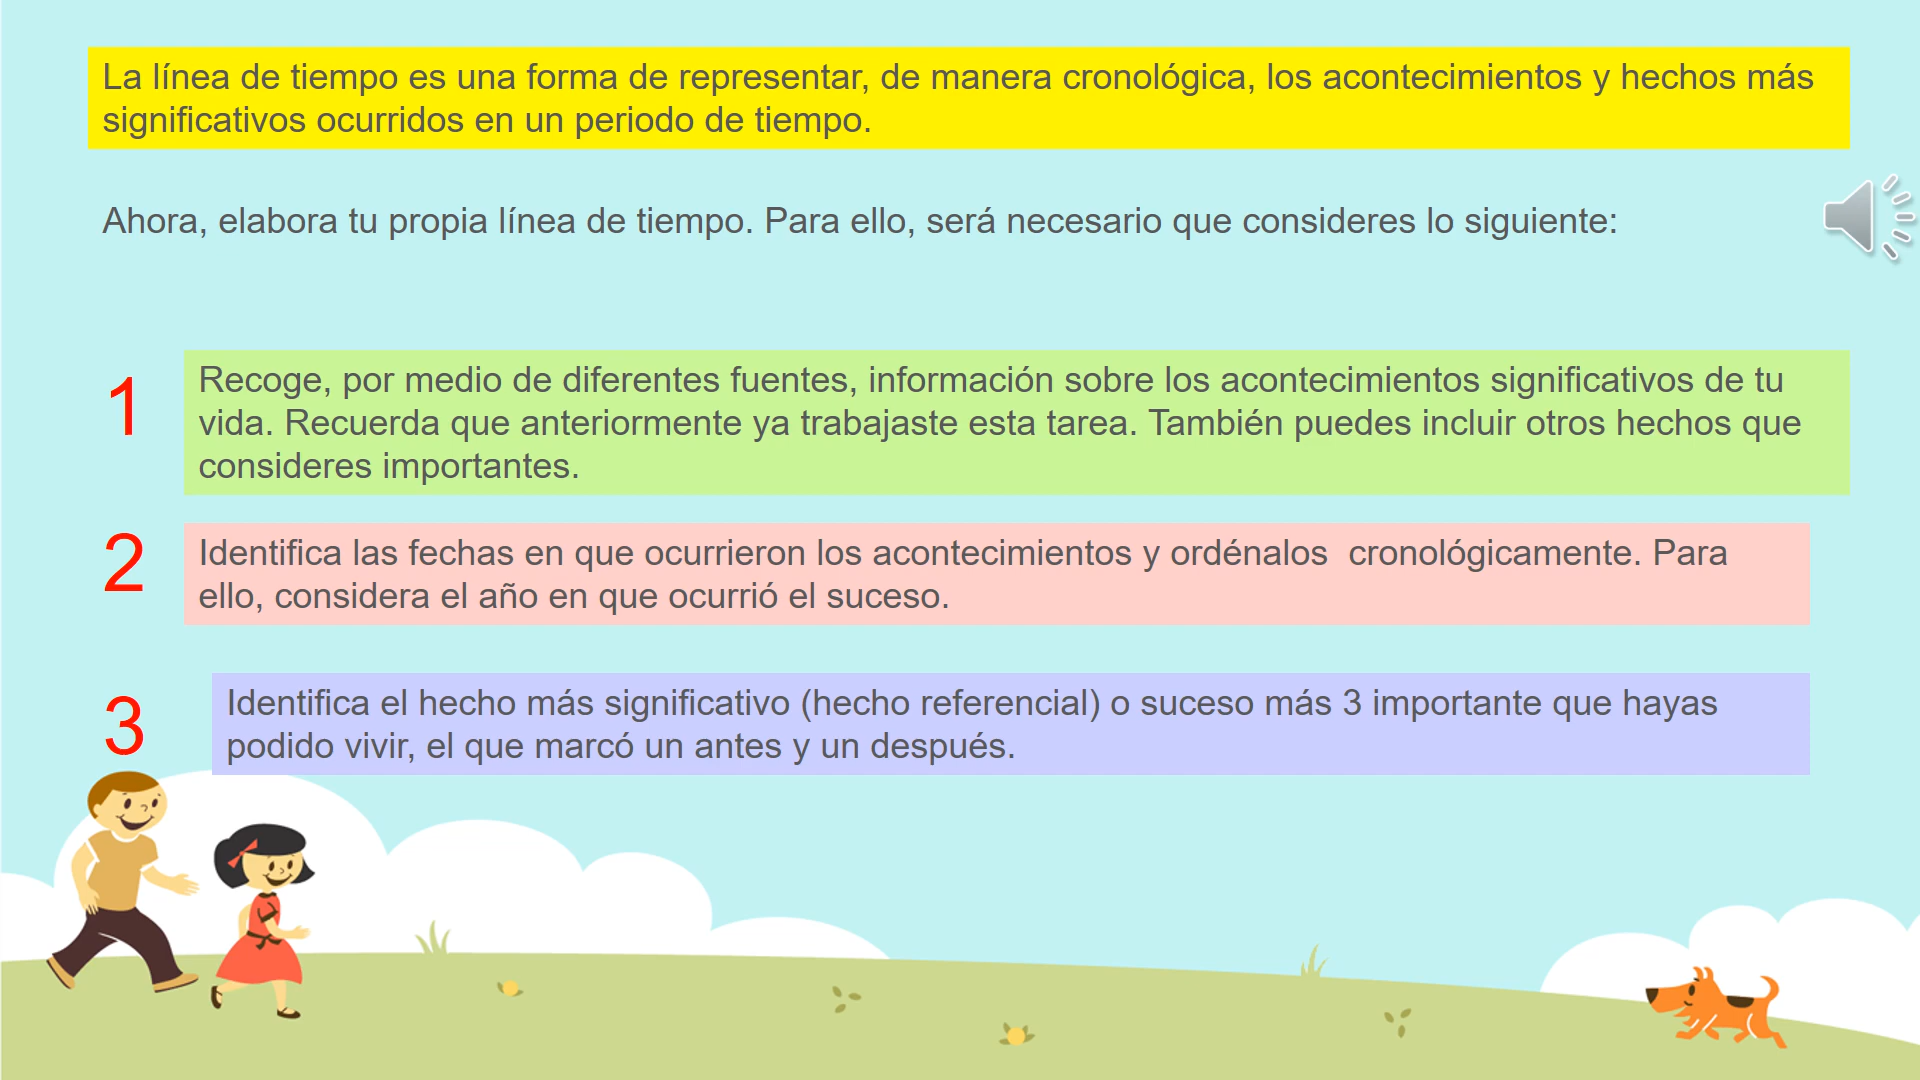 La línea de tiempo es una forma de representar, de manera cronológica, los acontecimientos y hechos más
significativos ocurridos en un periodo de tiempo.
Ahora, elabora tu propia línea de tiempo. Para ello, será necesario que consideres lo siguiente:
1
Recoge, por medio de diferentes fuentes, información sobre los acontecimientos significativos de tu
vida. Recuerda que anteriormente ya trabajaste esta tarea. También puedes incluir otros hechos que
consideres importantes.
2
Identifica las fechas en que ocurrieron los acontecimientos y ordénalos  cronológicamente. Para
ello, considera el año en que ocurrió el suceso.
3
Identifica el hecho más significativo (hecho referencial) o suceso más 3 importante que hayas
podido vivir, el que marcó un antes y un después.